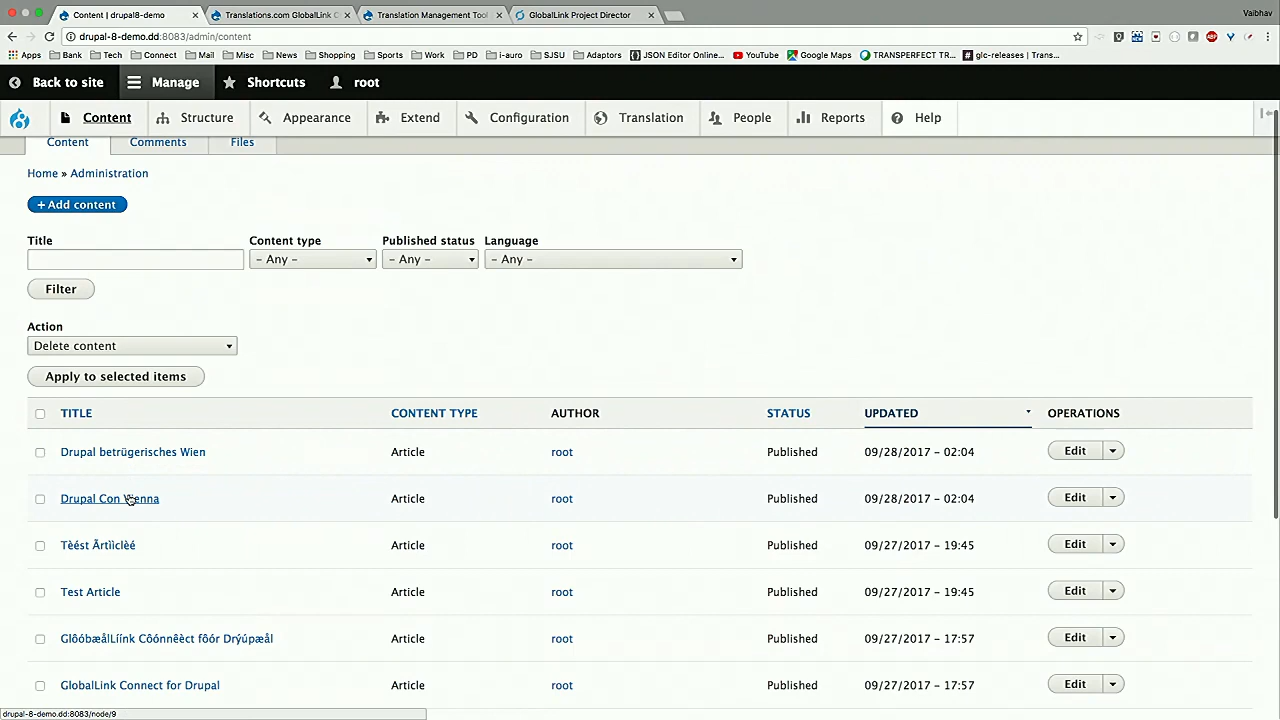 Content | drupal8-demo
Translations.com GlobalLink C
Translation Management Tool
GlobalLink Project Director
Vaibhav
drupal-8-demo.dd:8083/admin/content
Apps Bank Tech Connect Mail Misc News Shopping Sports Work PD i-auro SJSU Adaptors JSON Editor Online... YouTube Google Maps TRANSPERFECT TR... glc-releases | Trans...
Back to site Manage Shortcuts root
Content Structure Appearance Extend Configuration Translation People Reports Help
Content Comments Files
Home » Administration
+ Add content
Title Content type Published status Language
- Any - - Any - - Any -
Filter
Action
Delete content
Apply to selected items
TITLE CONTENT TYPE AUTHOR STATUS UPDATED OPERATIONS
Drupal betrügerisches Wien Article root Published 09/28/2017 - 02:04 Edit
Drupal Con Vienna Article root Published 09/28/2017 - 02:04 Edit
Tèést Ãrtììclèé Article root Published 09/27/2017 - 19:45 Edit
Test Article Article root Published 09/27/2017 - 19:45 Edit
GlôóbæålLíínk Côónnêèct fôór Drýúpæål Article root Published 09/27/2017 - 17:57 Edit
GlobalLink Connect for Drupal Article root Published 09/27/2017 - 17:57 Edit
drupal-8-demo.dd:8083/node/9